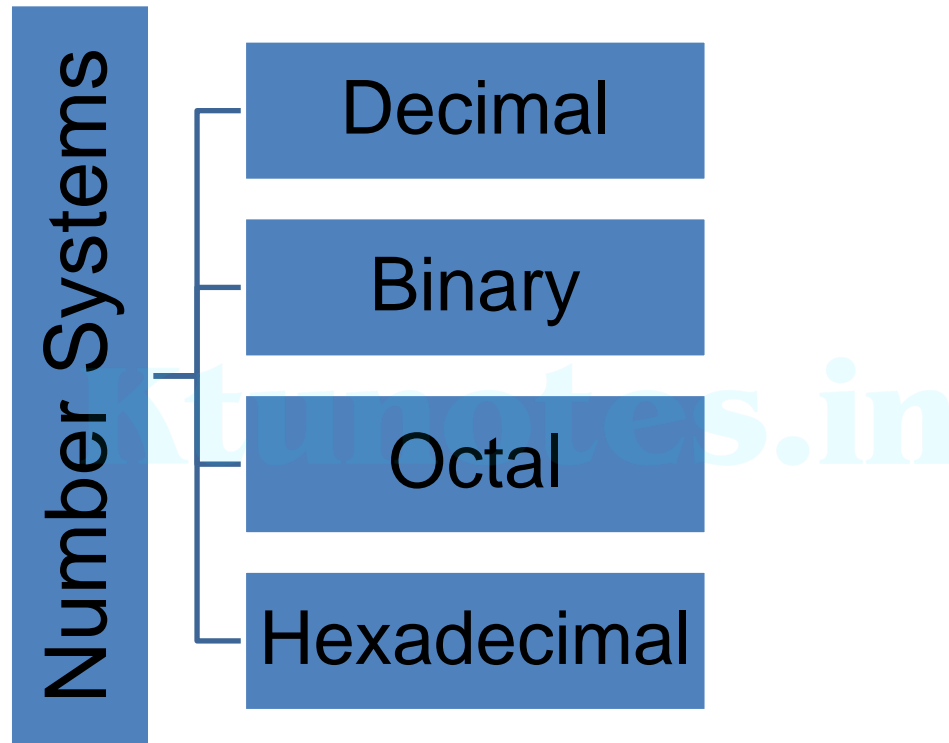 Number Systems
Decimal
Binary
Octal
Hexadecimal
Ktunotes.in